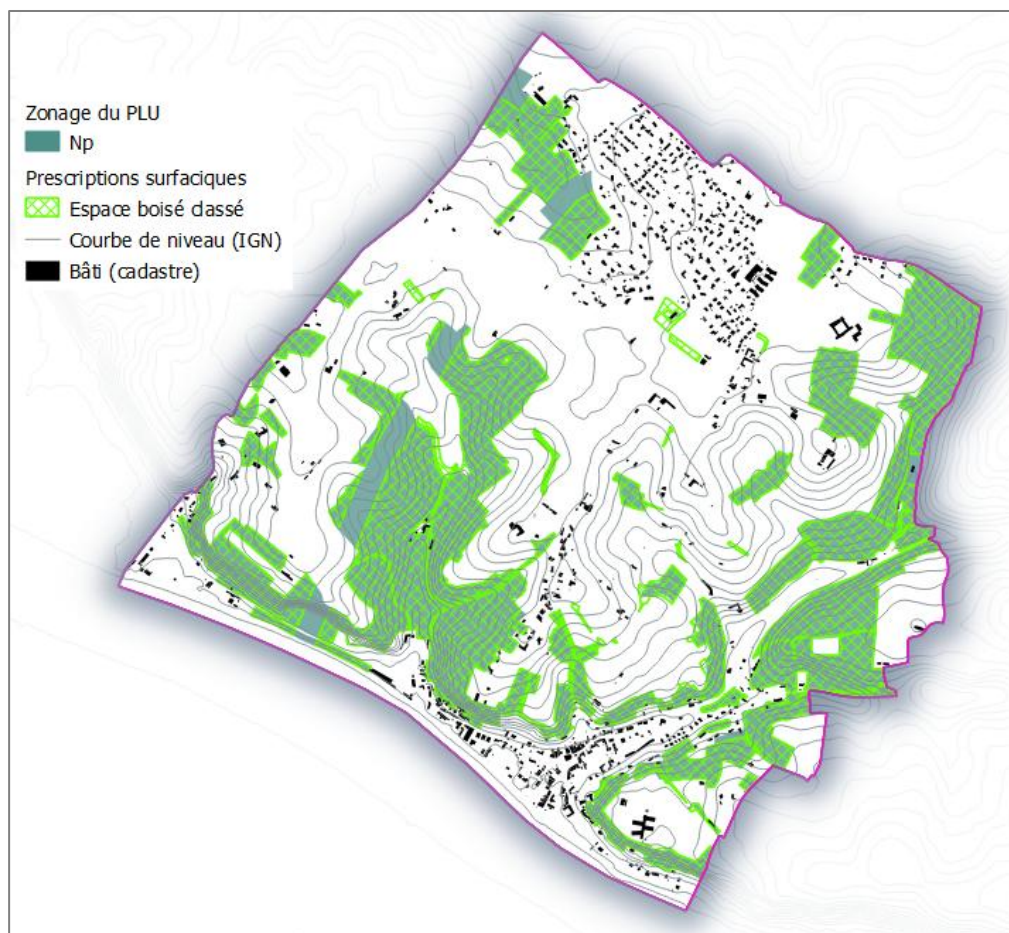 Zonage du PLU
Np
Prescriptions surfaciques
Espace boisé classé
Courbe de niveau (IGN)
Bâti (cadastre)